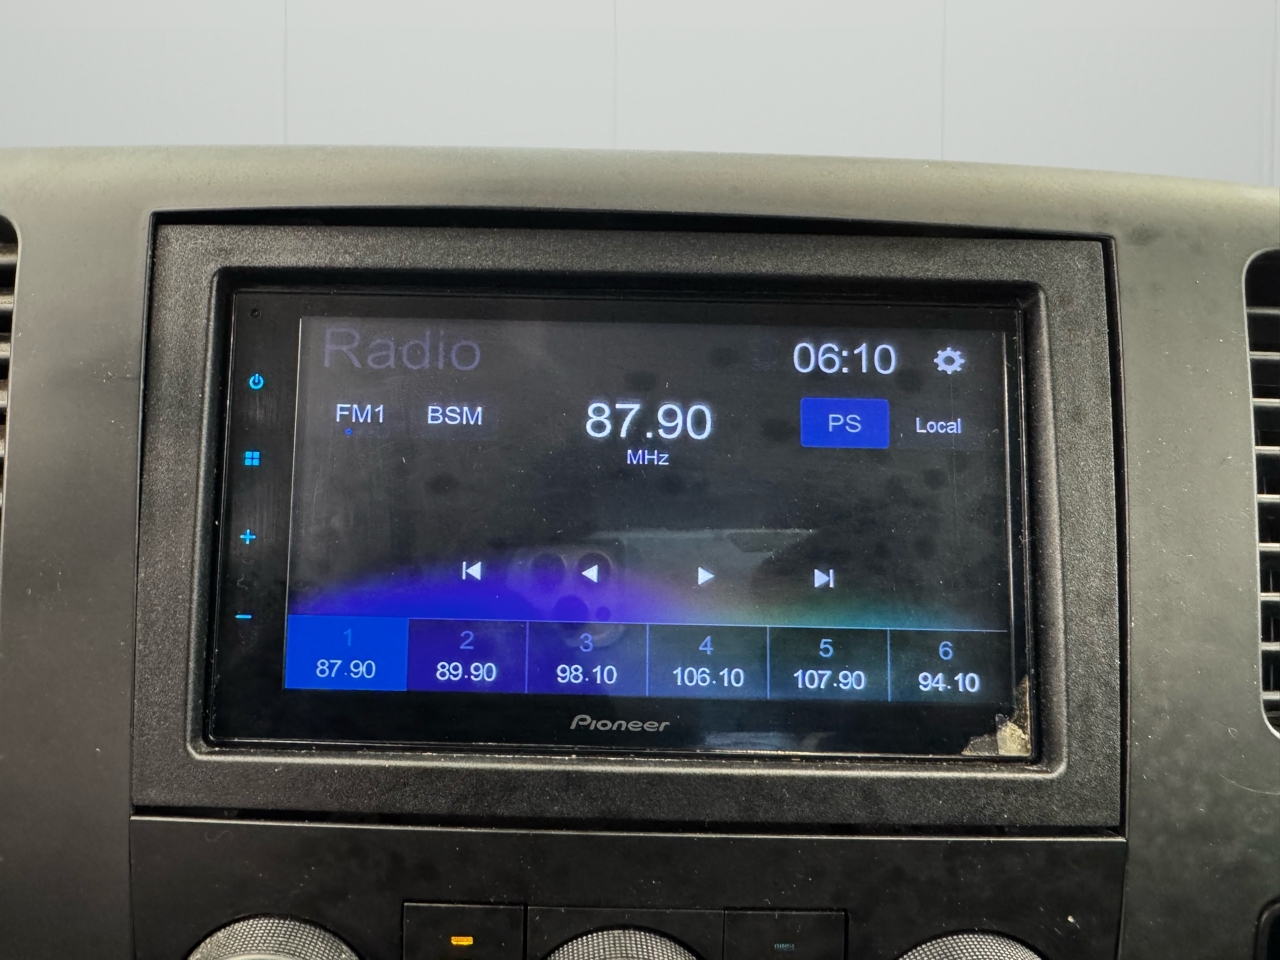 Radio 06:10
FM1 BSM 87.90 PS Local
MHz
1 2 3 4 5 6
87.90 89.90 98.10 106.10 107.90 94.10
Pioneer